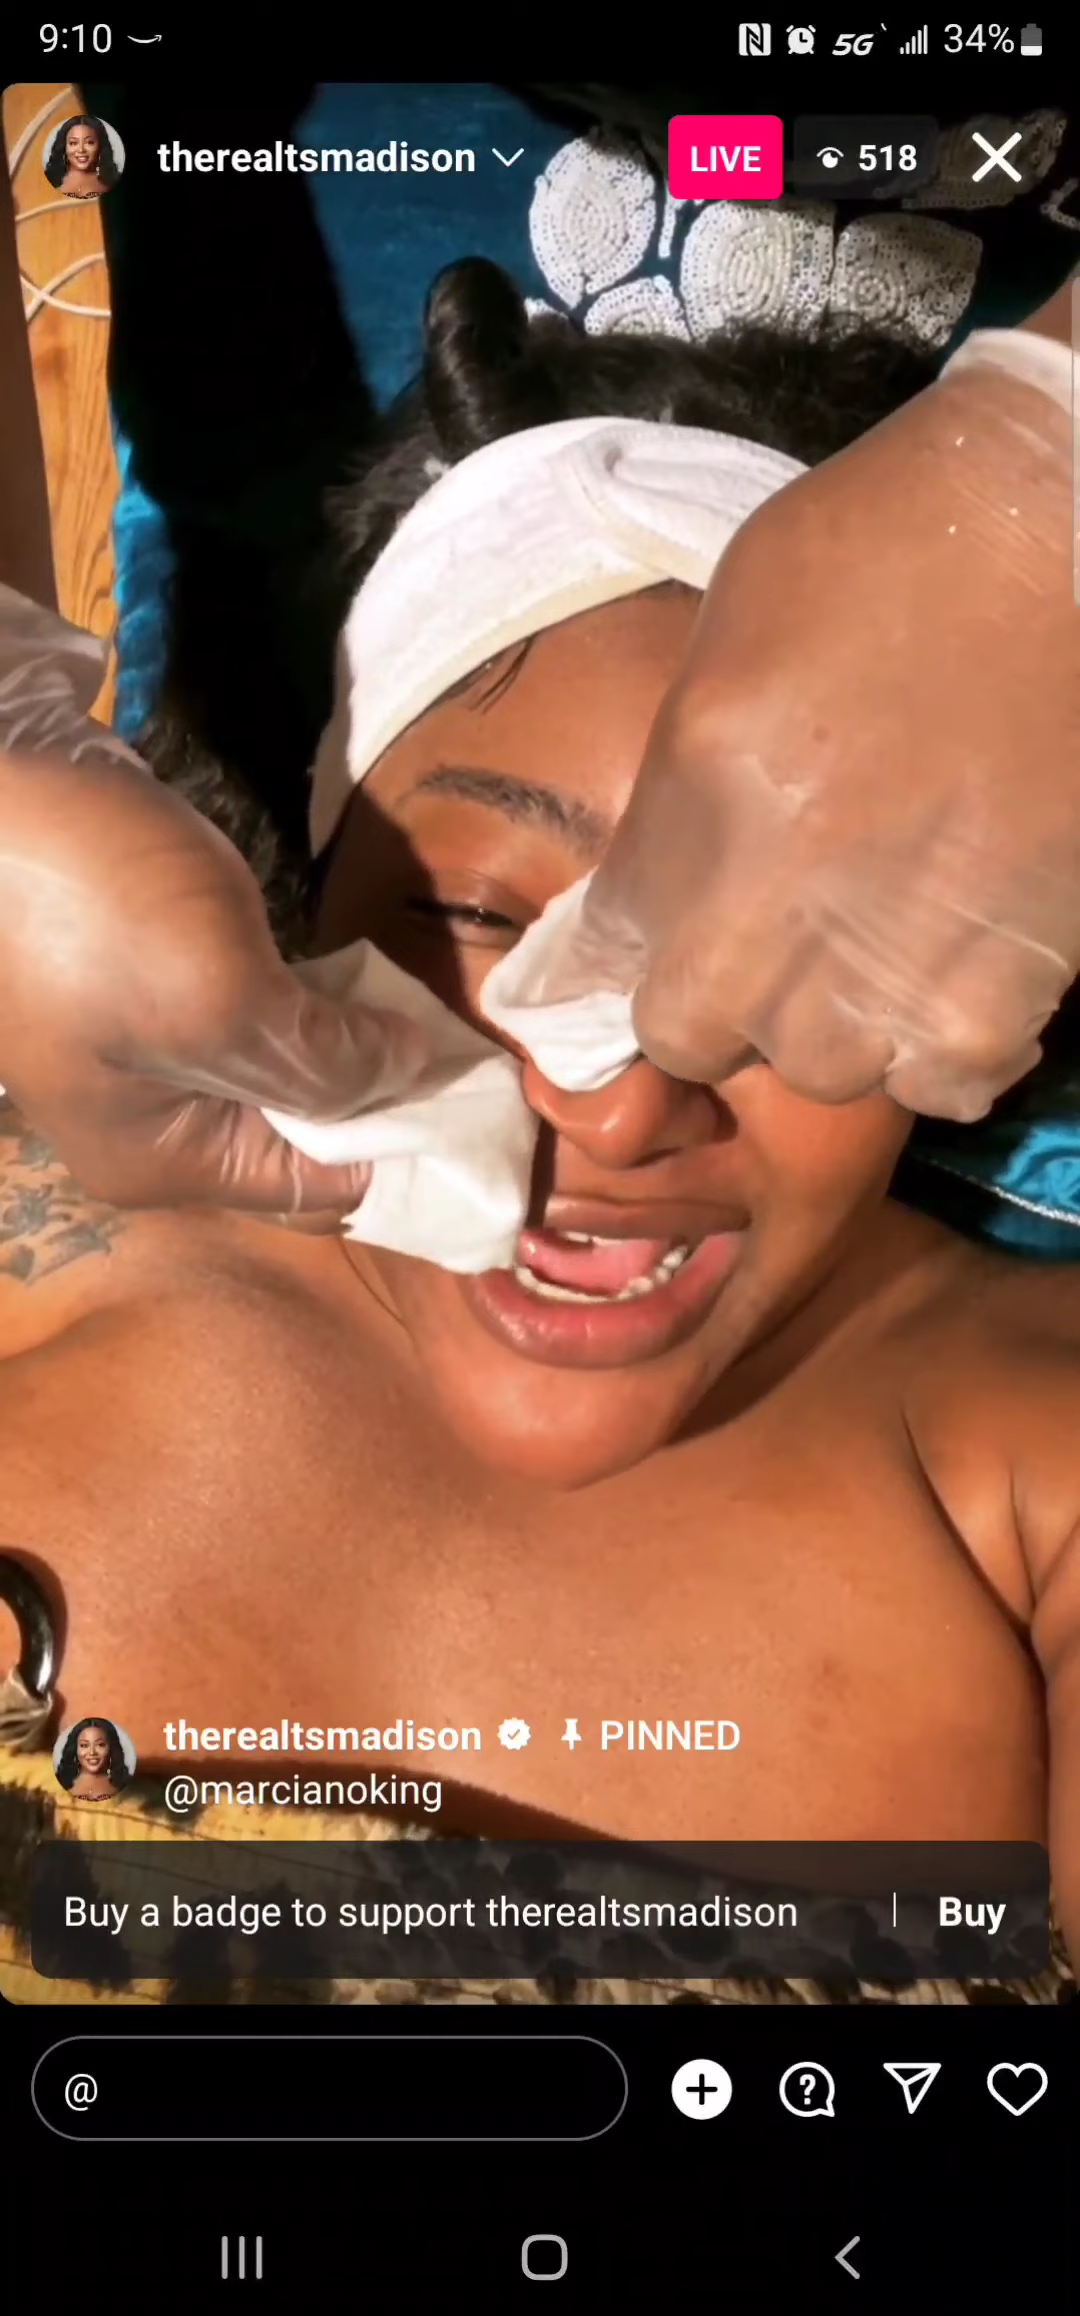 9:10
5G 34%
therealtsmadison LIVE 518
therealtsmadison PINNED
@marcianoking
Buy a badge to support therealtsmadison | Buy
@